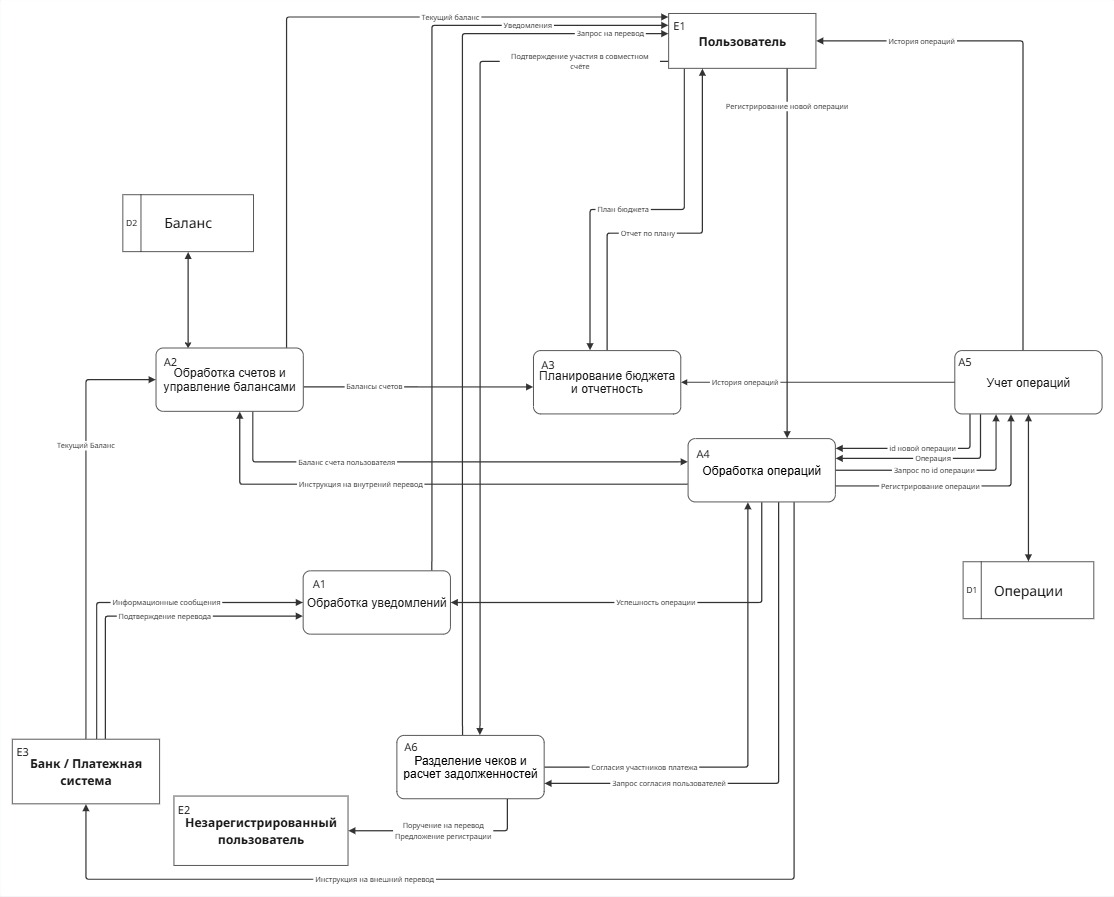 Текущий баланс
Уведомления
Запрос на перевод
E1
Пользователь
История операций
Подтверждение участия в совместном
счёте
Регистрирование новой операции
D2
Баланс
План бюджета
Отчет по плану
A2
Обработка счетов и
управление балансами
Балансы счетов
A3
Планирование бюджета
и отчетность
История операций
A5
Учет операций
Текущий Баланс
Баланс счета пользователя
Инструкция на внутрений перевод
A4
Обработка операций
id новой операции
Операция
Запрос по id операции
Регистрирование операции
D1
Операции
A1
Обработка уведомлений
Информационные сообщения
Подтверждение перевода
Успешность операции
E3
Банк / Платежная
система
A6
Разделение чеков и
расчет задолженностей
Согласия участников платежа
Запрос согласия пользователей
E2
Незарегистрированный
пользователь
Поручение на перевод
Предложение регистрации
Инструкция на внешний перевод